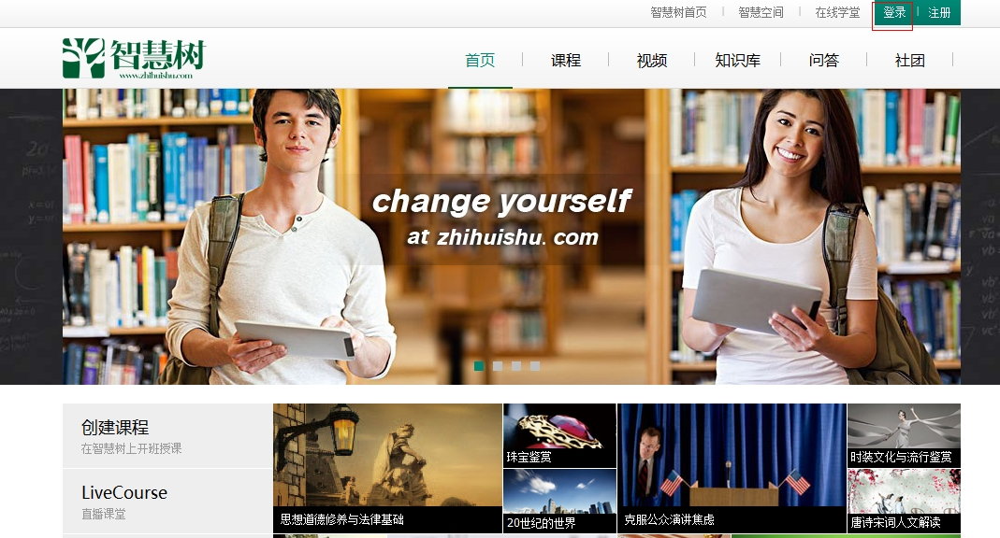 智慧树首页 | 智慧空间 | 在线学堂 登录 | 注册
智慧树
www.zhihuishu.com
首页 课程 视频 知识库 问答 社团
change yourself
at zhihuishu. com
创建课程
在智慧树上开班授课
LiveCourse
直播课堂
思想道德修养与法律基础
珠宝鉴赏
20世纪的世界
克服公众演讲焦虑
时装文化与流行鉴赏
唐诗宋词人文解读